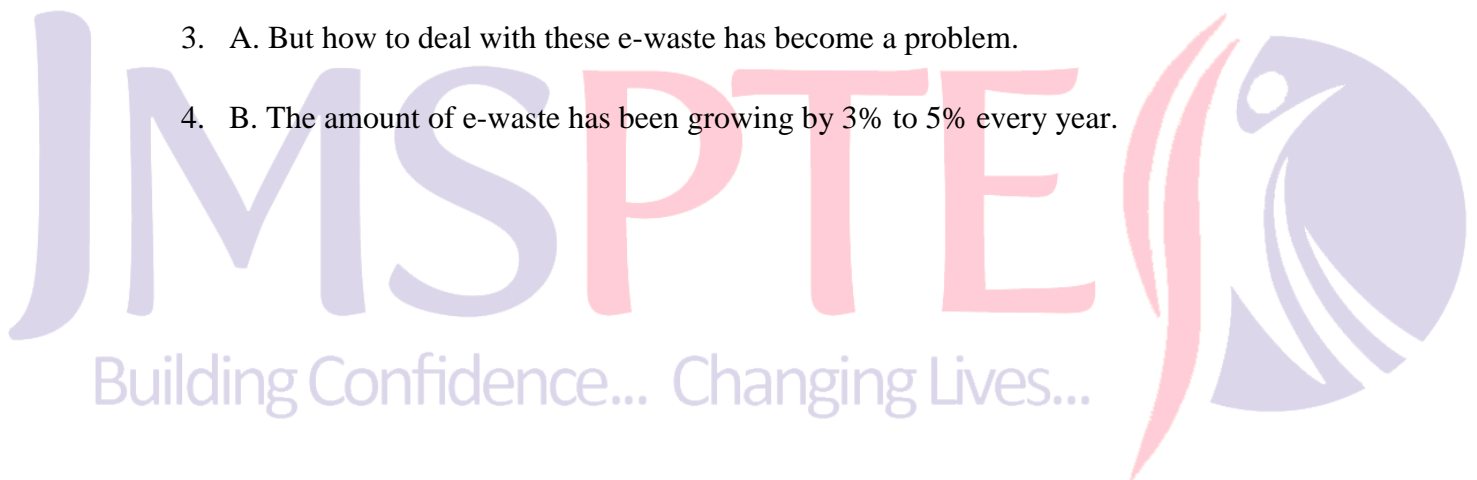 3. A. But how to deal with these e-waste has become a problem.
4. B. The amount of e-waste has been growing by 3% to 5% every year.
JMSPTE
Building Confidence... Changing Lives...